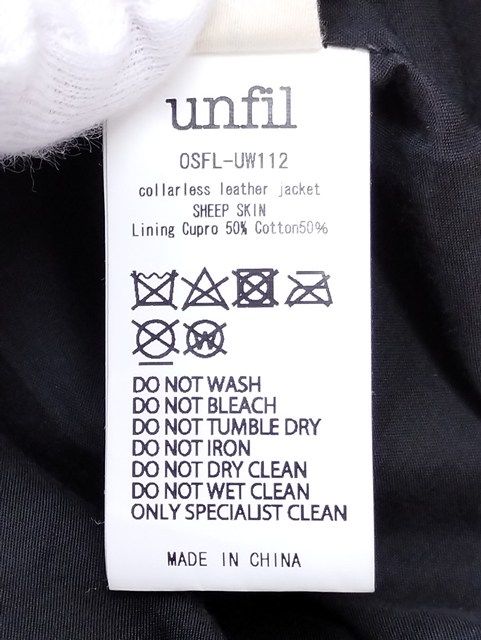 unfil
OSFL-UW112
collarless leather jacket
SHEEP SKIN
Lining Cupro 50% Cotton50%
W
DO NOT WASH
DO NOT BLEACH
DO NOT TUMBLE DRY
DO NOT IRON
DO NOT DRY CLEAN
DO NOT WET CLEAN
ONLY SPECIALIST CLEAN
MADE IN CHINA